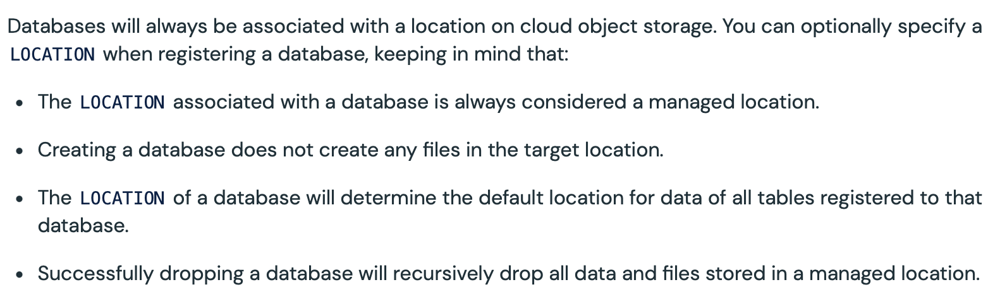 Databases will always be associated with a location on cloud object storage. You can optionally specify a
LOCATION when registering a database, keeping in mind that:
• The LOCATION associated with a database is always considered a managed location.
• Creating a database does not create any files in the target location.
• The LOCATION of a database will determine the default location for data of all tables registered to that
database.
• Successfully dropping a database will recursively drop all data and files stored in a managed location.